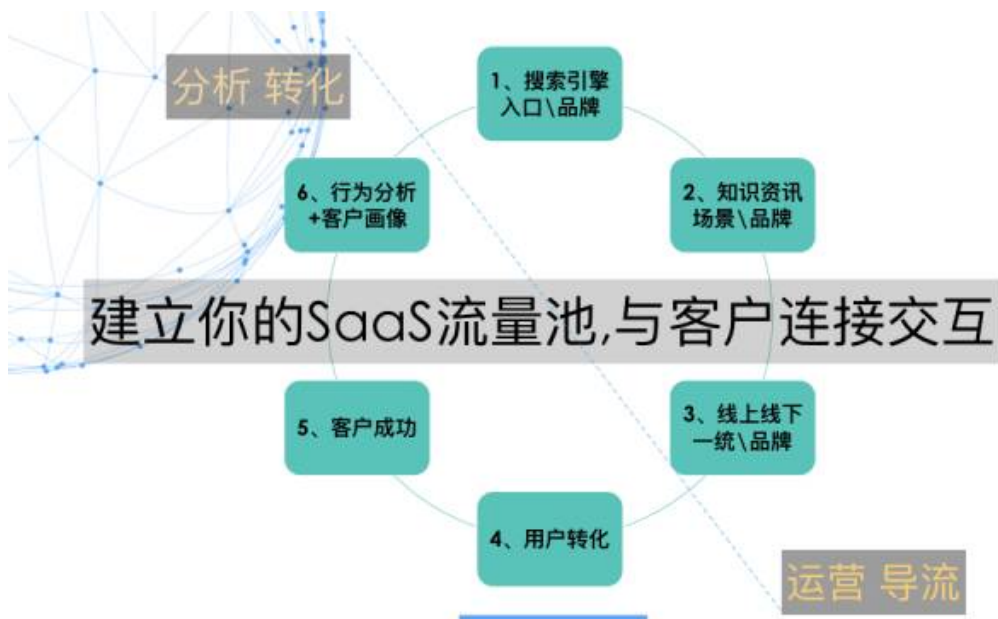 分析 转化
1、搜索引擎
入口\品牌
6、行为分析
+客户画像
2、知识资讯
场景\品牌
建立你的SaaS流量池,与客户连接交互
5、客户成功
3、线上线下
一统\品牌
4、用户转化
运营 导流